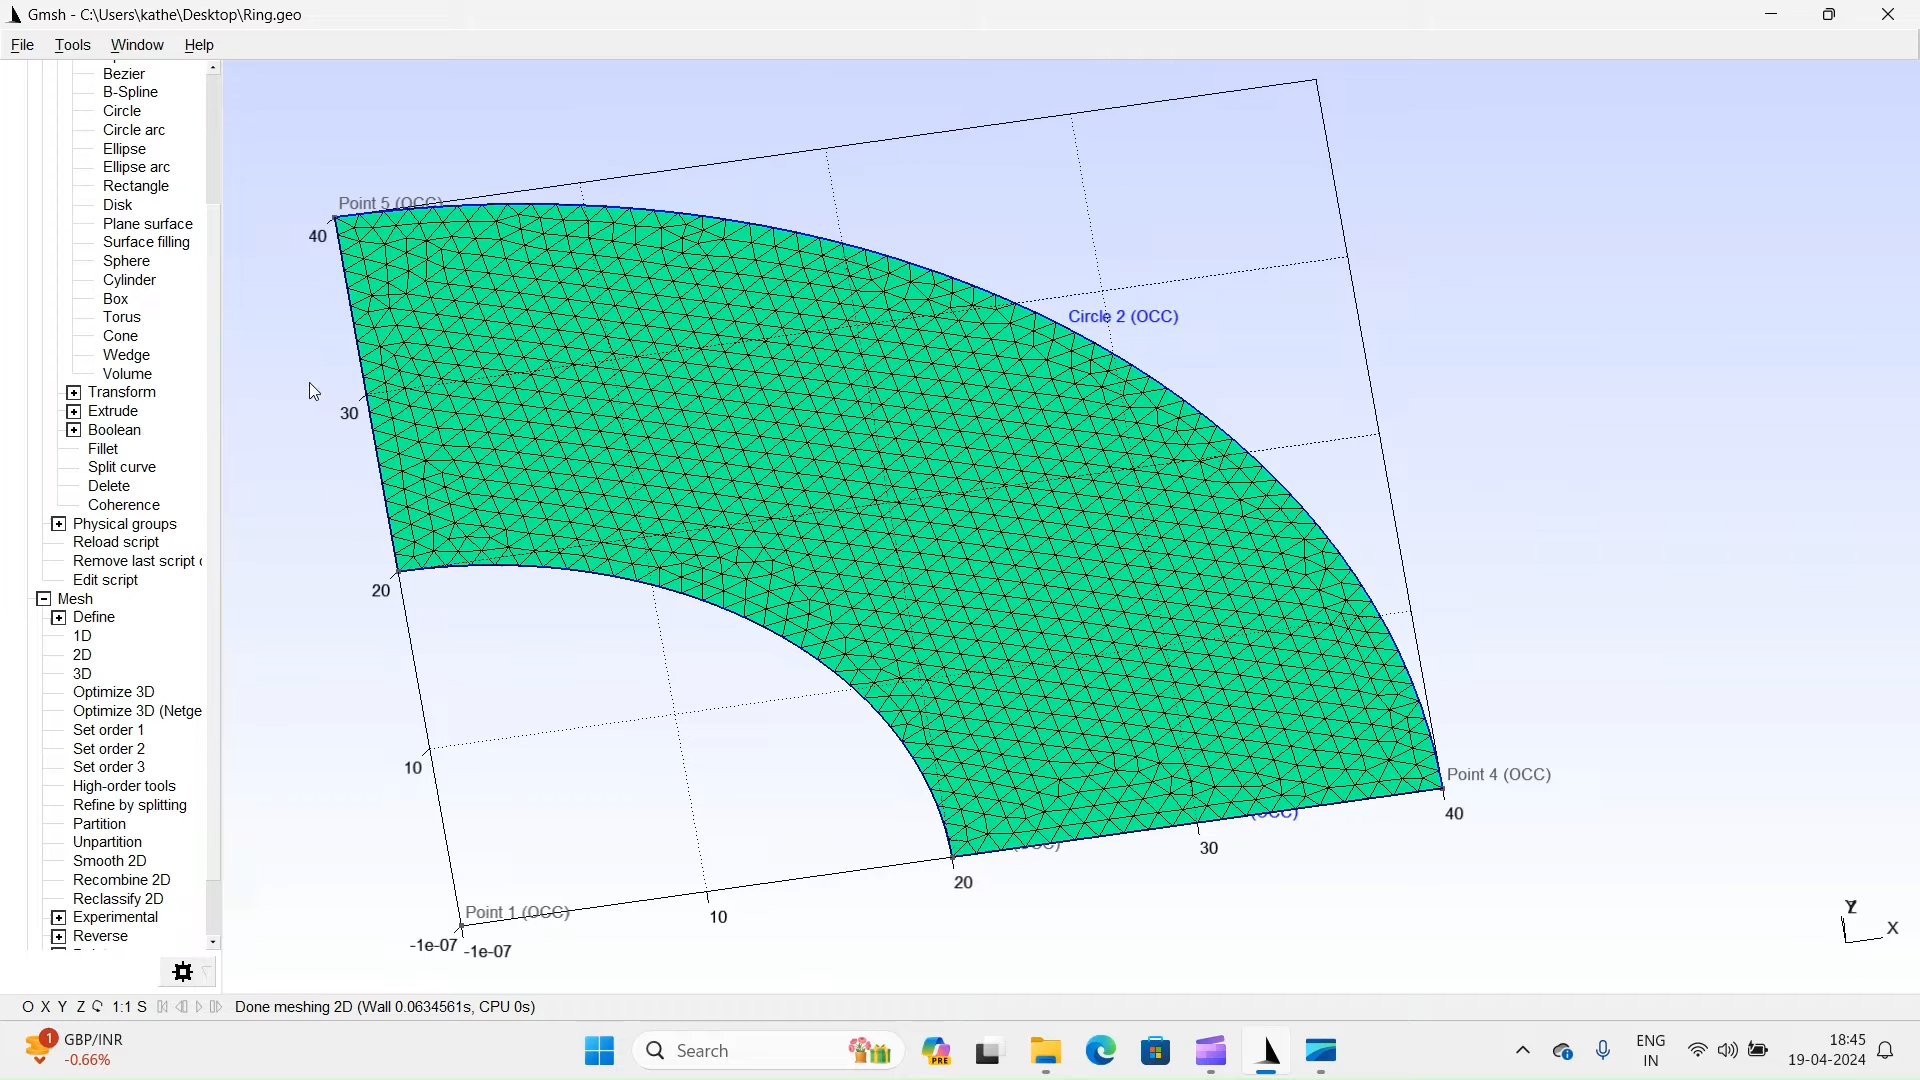 Gmsh - C:\Users\kathe\Desktop\Ring.geo
File Tools Window Help
Bezier
B-Spline
Circle
Circle arc
Ellipse
Ellipse arc
Rectangle
Disk
Plane surface
Surface filling
Sphere
Cylinder
Box
Torus
Cone
Wedge
Volume
Transform
Extrude
Boolean
Fillet
Split curve
Delete
Coherence
Physical groups
Reload script
Remove last script
Edit script
Mesh
Define
1D
2D
3D
Optimize 3D
Optimize 3D (Netge
Set order 1
Set order 2
Set order 3
High-order tools
Refine by splitting
Partition
Unpartition
Smooth 2D
Recombine 2D
Reclassify 2D
Experimental
Reverse
Point 5 (OCC)
40
Circle 2 (OCC)
30
20
10
Point 4 (OCC)
40
30
20
10
Point 1 (OCC)
-1e-07
-1e-07
Y
Z
X
O X Y Z 1:1 S Done meshing 2D (Wall 0.0634561s, CPU 0s)
1
GBP/INR
-0.66%
Search
PRE
ENG
IN
18:45
19-04-2024